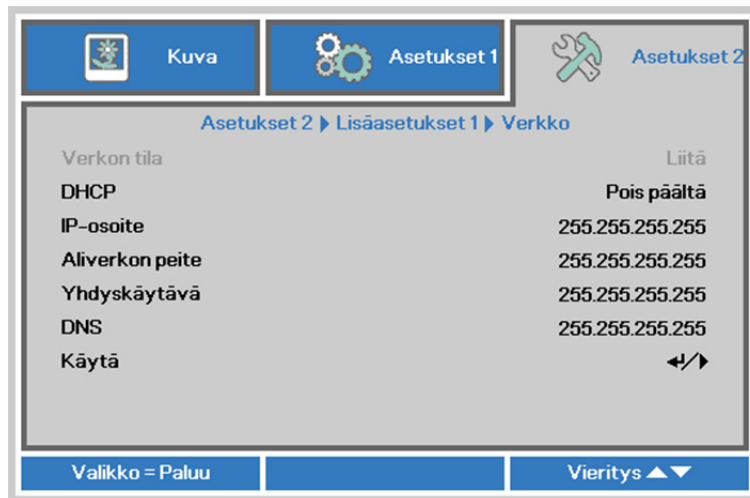 Kuva
Asetukset 1
Asetukset 2
Asetukset 2 Lisäasetukset 1 Verkko
Verkon tila Liitä
DHCP Pois päältä
IP-osoite 255.255.255.255
Aliverkon peite 255.255.255.255
Yhdyskäytävä 255.255.255.255
DNS 255.255.255.255
Käytä
Valikko = Paluu
Vieritys